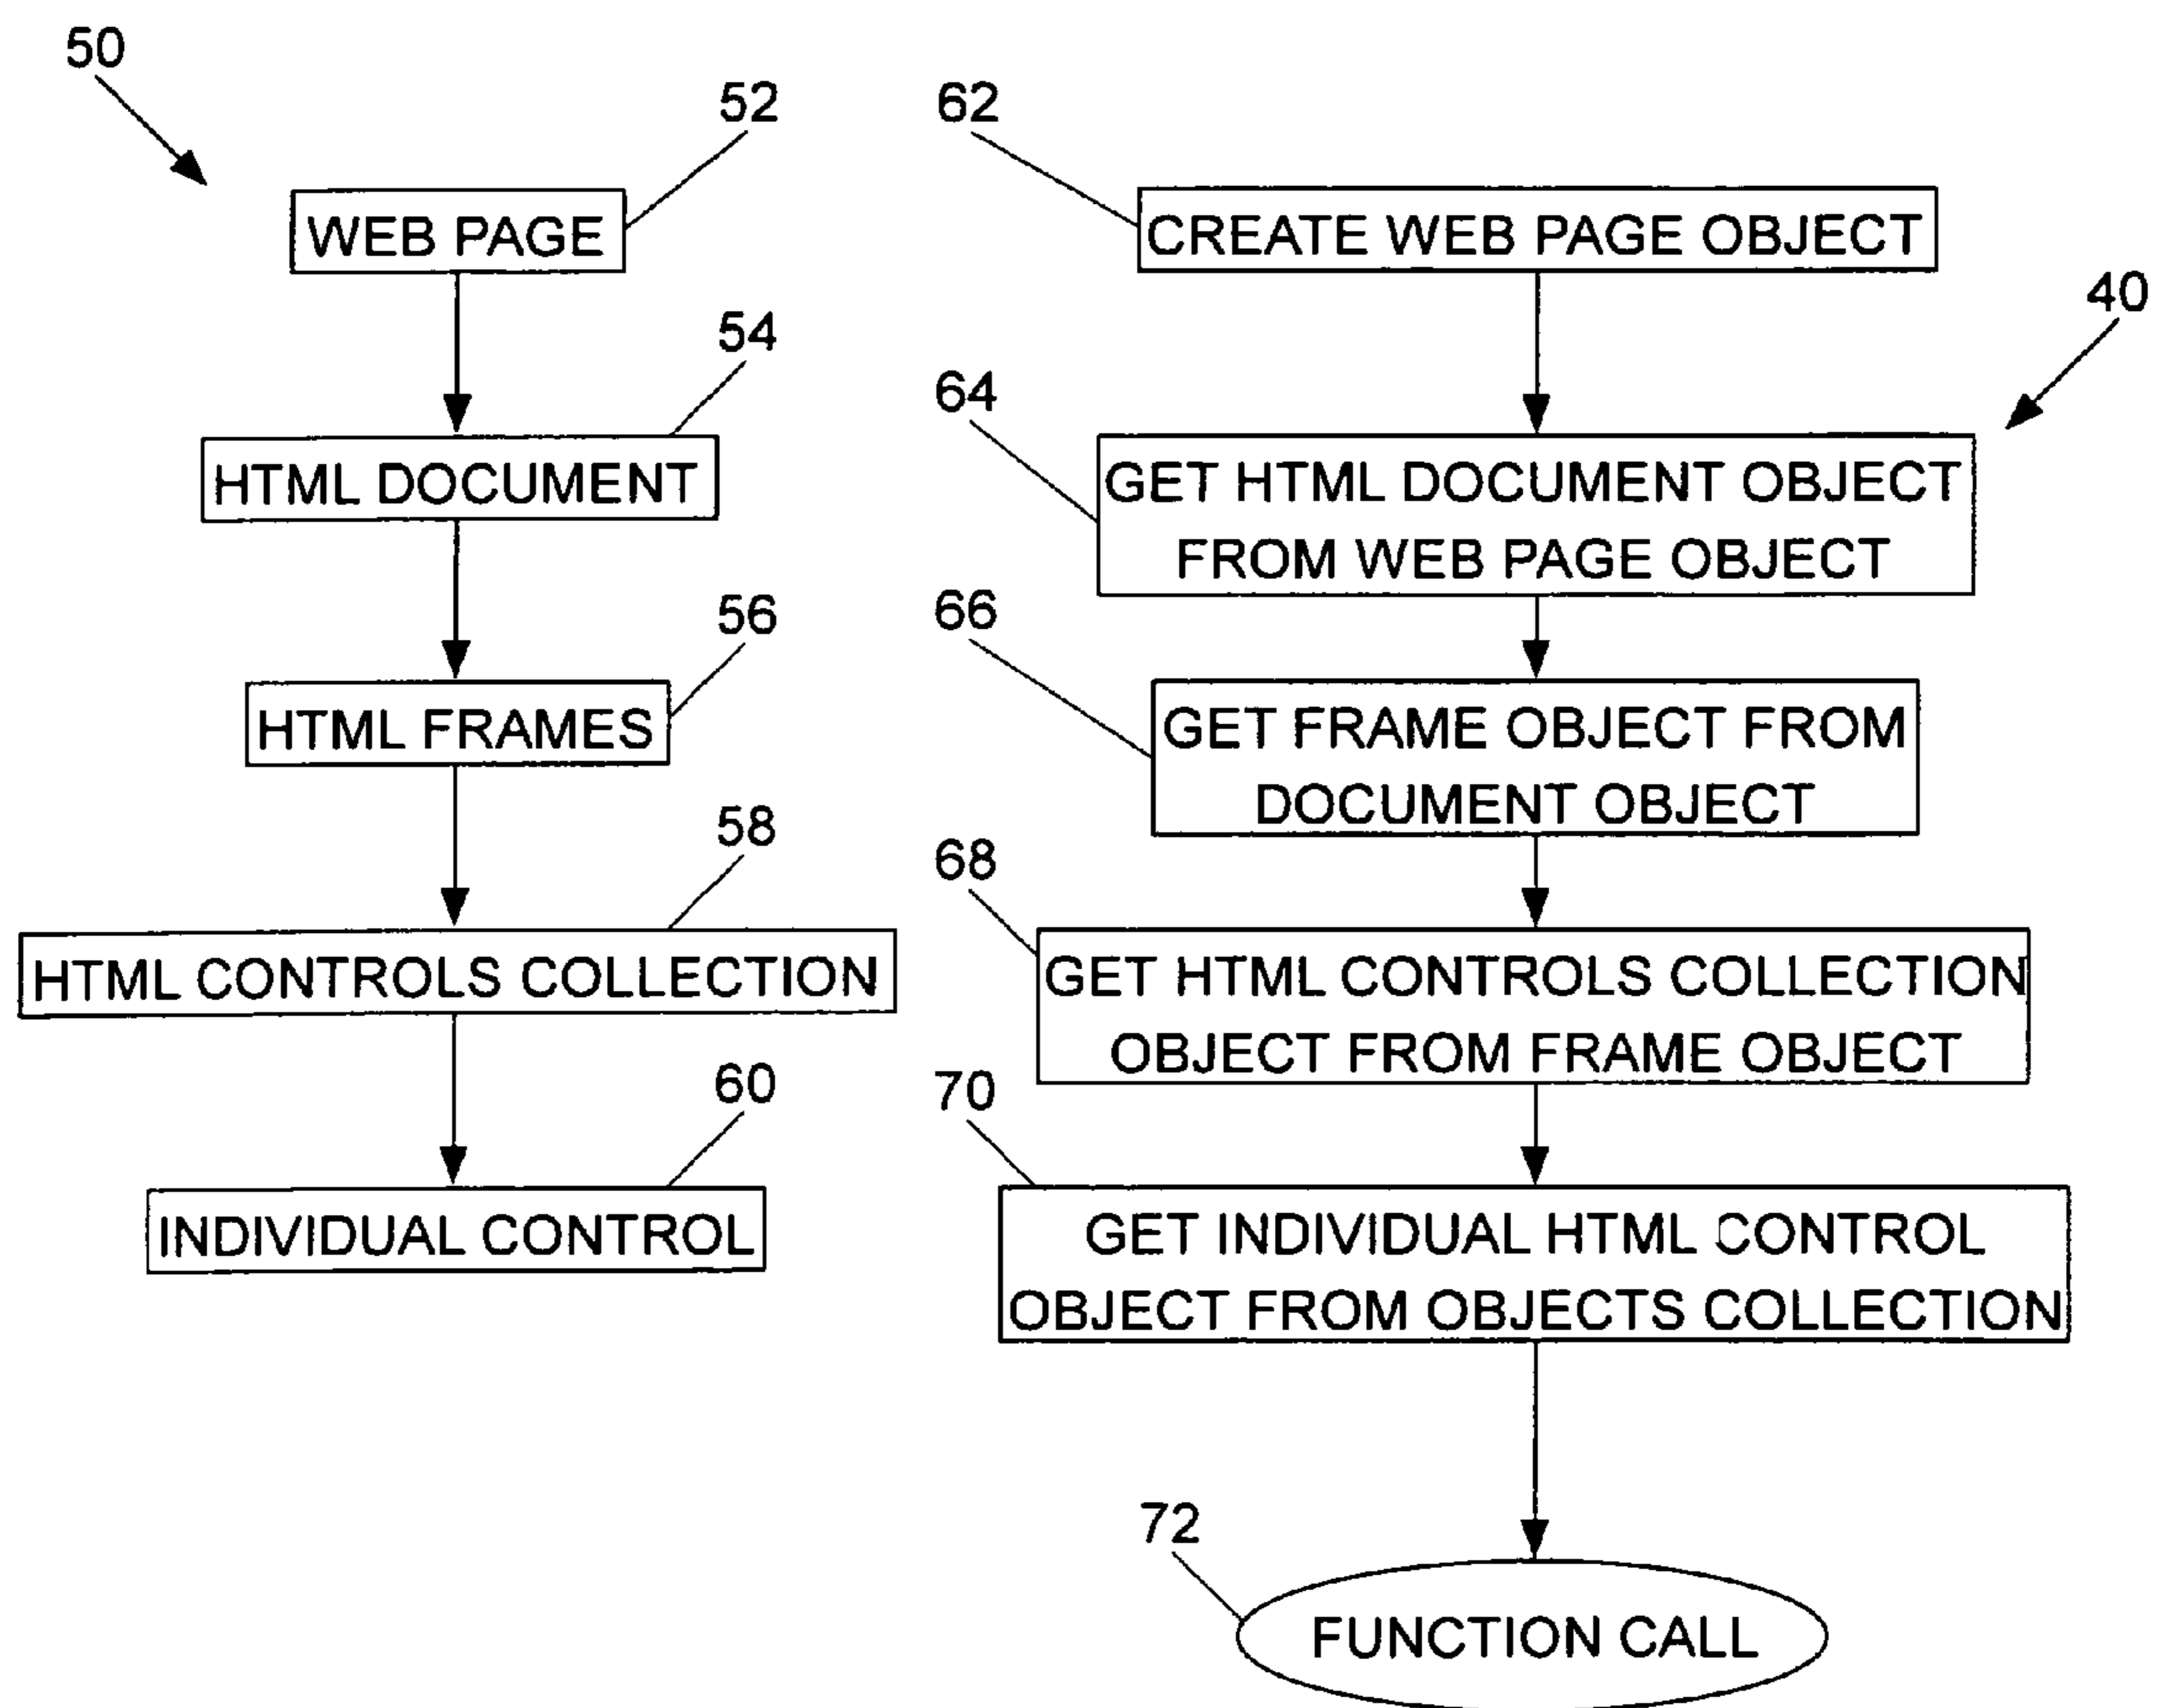 50
52
WEB PAGE
54
HTML DOCUMENT
56
HTML FRAMES
58
HTML CONTROLS COLLECTION
60
INDIVIDUAL CONTROL
62
CREATE WEB PAGE OBJECT
40
64
GET HTML DOCUMENT OBJECT
FROM WEB PAGE OBJECT
66
GET FRAME OBJECT FROM
DOCUMENT OBJECT
68
GET HTML CONTROLS COLLECTION
OBJECT FROM FRAME OBJECT
70
GET INDIVIDUAL HTML CONTROL
OBJECT FROM OBJECTS COLLECTION
72
FUNCTION CALL